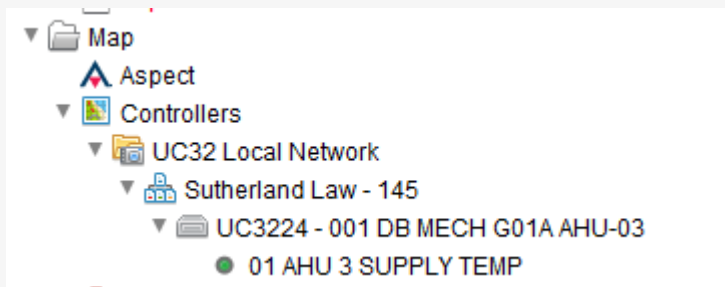 Map
Aspect
Controllers
UC32 Local Network
Sutherland Law - 145
UC3224 - 001 DB MECH G01A AHU-03
01 AHU 3 SUPPLY TEMP